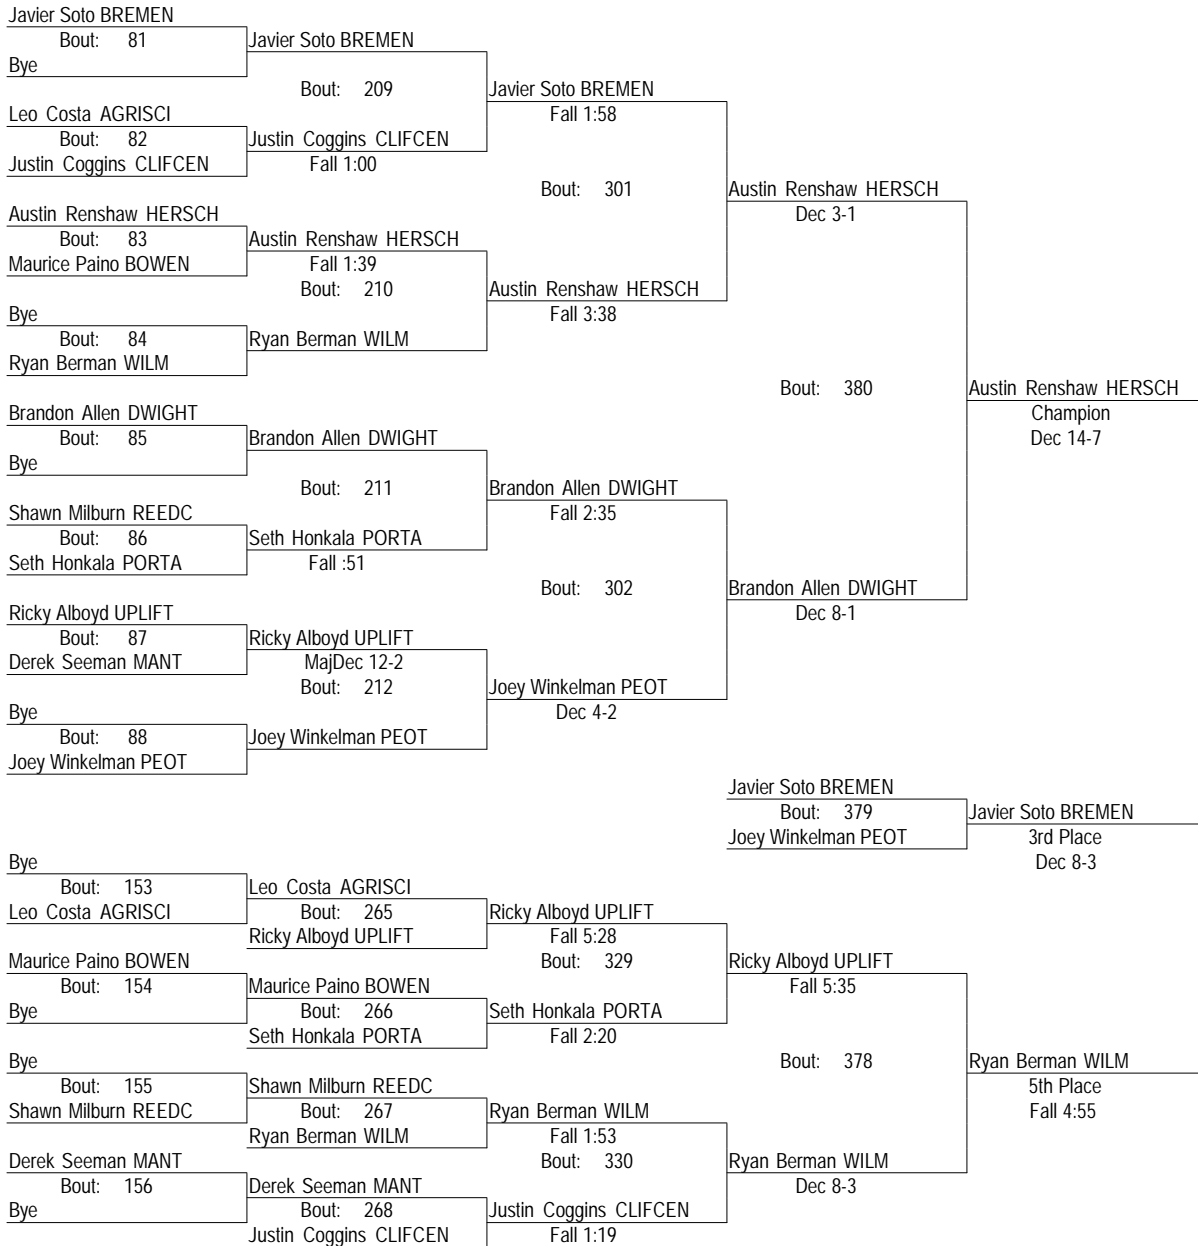 Javier Soto BREMEN
Bout: 81
Javier Soto BREMEN
Bye
Bout: 209
Javier Soto BREMEN
Leo Costa AGRISCI
Fall 1:58
Bout: 82
Justin Coggins CLIFCEN
Justin Coggins CLIFCEN
Fall 1:00
Bout: 301
Austin Renshaw HERSCH
Austin Renshaw HERSCH
Dec 3-1
Bout: 83
Austin Renshaw HERSCH
Maurice Paino BOWEN
Fall 1:39
Bout: 210
Austin Renshaw HERSCH
Bye
Fall 3:38
Bout: 84
Ryan Berman WILM
Ryan Berman WILM
Bout: 380
Austin Renshaw HERSCH
Brandon Allen DWIGHT
Champion
Bout: 85
Brandon Allen DWIGHT
Dec 14-7
Bye
Bout: 211
Brandon Allen DWIGHT
Shawn Milburn REEDC
Fall 2:35
Bout: 86
Seth Honkala PORTA
Seth Honkala PORTA
Fall :51
Bout: 302
Brandon Allen DWIGHT
Ricky Alboyd UPLIFT
Dec 8-1
Bout: 87
Ricky Alboyd UPLIFT
Derek Seeman MANT
MajDec 12-2
Bout: 212
Joey Winkelman PEOT
Bye
Dec 4-2
Bout: 88
Joey Winkelman PEOT
Joey Winkelman PEOT
Javier Soto BREMEN
Bout: 379
Javier Soto BREMEN
Joey Winkelman PEOT
3rd Place
Dec 8-3
Bye
Bout: 153
Leo Costa AGRISCI
Leo Costa AGRISCI
Bout: 265
Ricky Alboyd UPLIFT
Ricky Alboyd UPLIFT
Fall 5:28
Maurice Paino BOWEN
Bout: 329
Ricky Alboyd UPLIFT
Bout: 154
Maurice Paino BOWEN
Fall 5:35
Bye
Bout: 266
Seth Honkala PORTA
Seth Honkala PORTA
Fall 2:20
Bye
Bout: 378
Ryan Berman WILM
Bout: 155
Shawn Milburn REEDC
5th Place
Shawn Milburn REEDC
Bout: 267
Ryan Berman WILM
Fall 4:55
Ryan Berman WILM
Fall 1:53
Derek Seeman MANT
Bout: 330
Ryan Berman WILM
Bout: 156
Derek Seeman MANT
Dec 8-3
Bye
Bout: 268
Justin Coggins CLIFCEN
Justin Coggins CLIFCEN
Fall 1:19